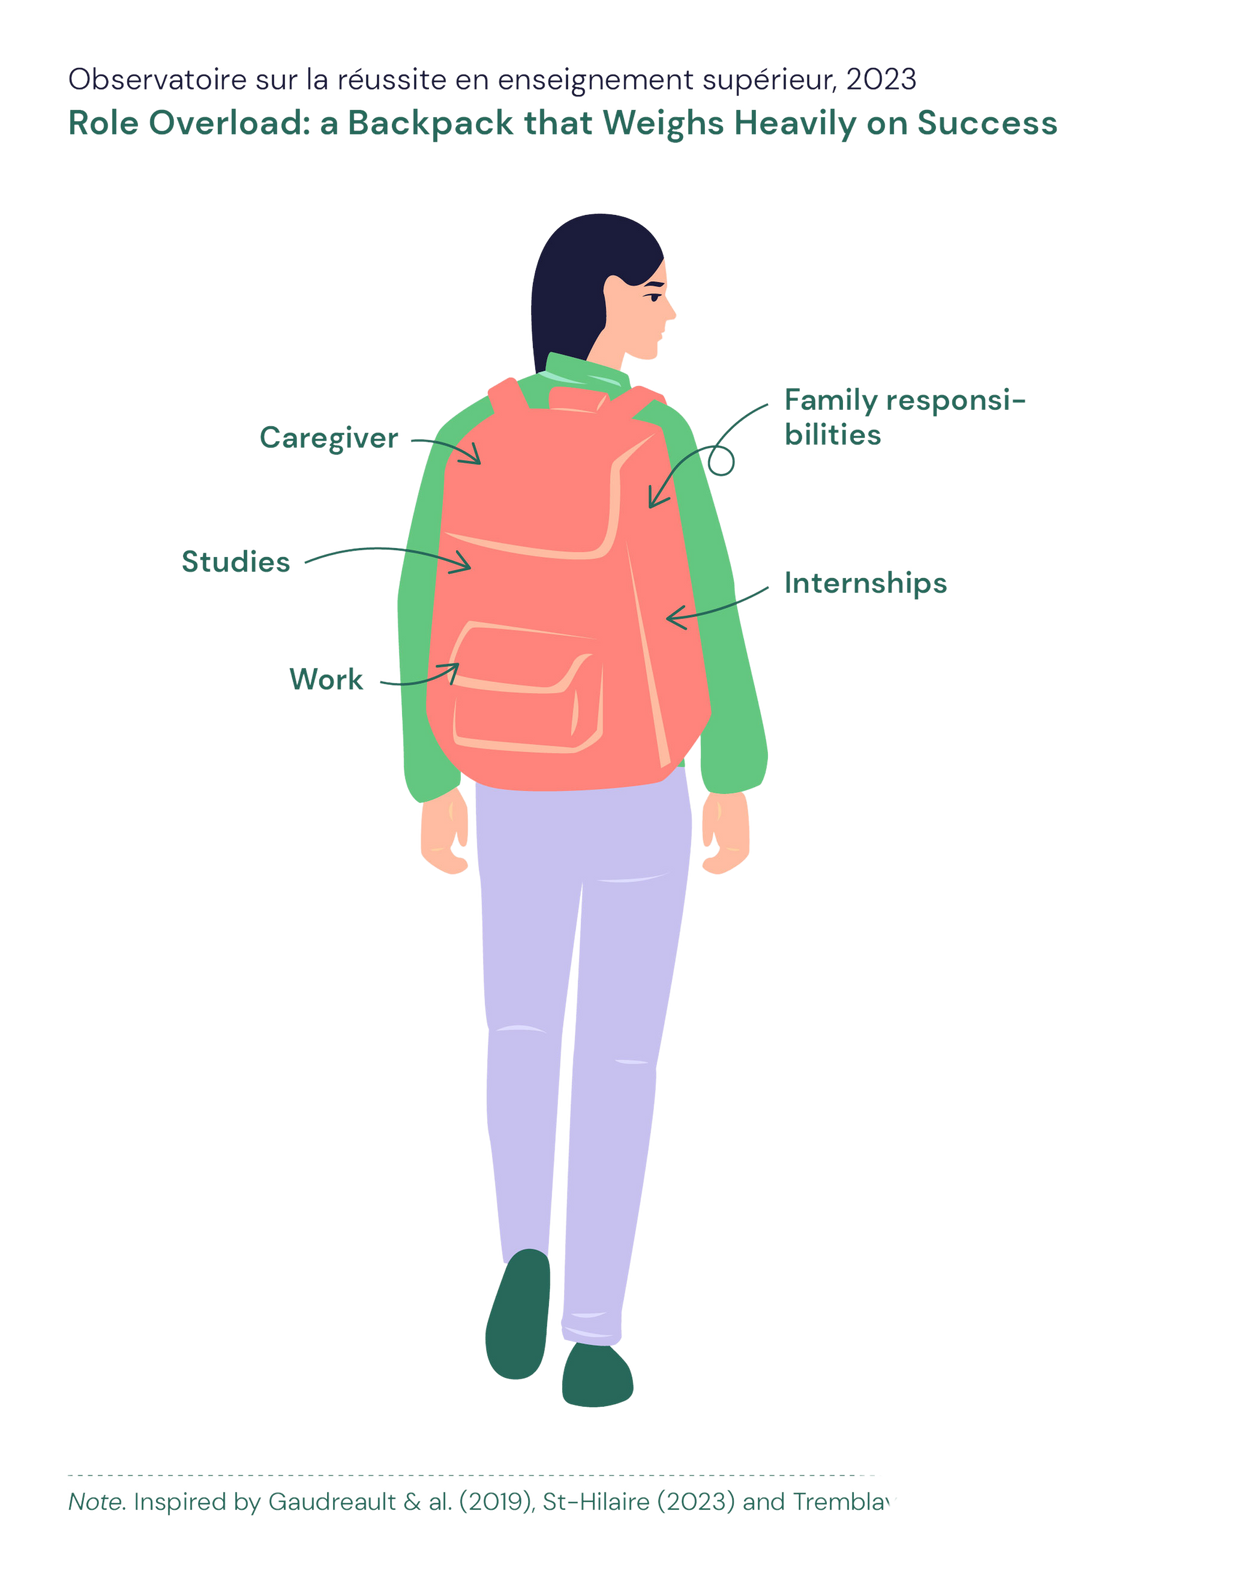 Observatoire sur la réussite en enseignement supérieur, 2023
Role Overload: a Backpack that Weighs Heavily on Success
Caregiver
Family responsi-
bilities
Studies
Internships
Work
Note. Inspired by Gaudreault & al. (2019), St-Hilaire (2023) and